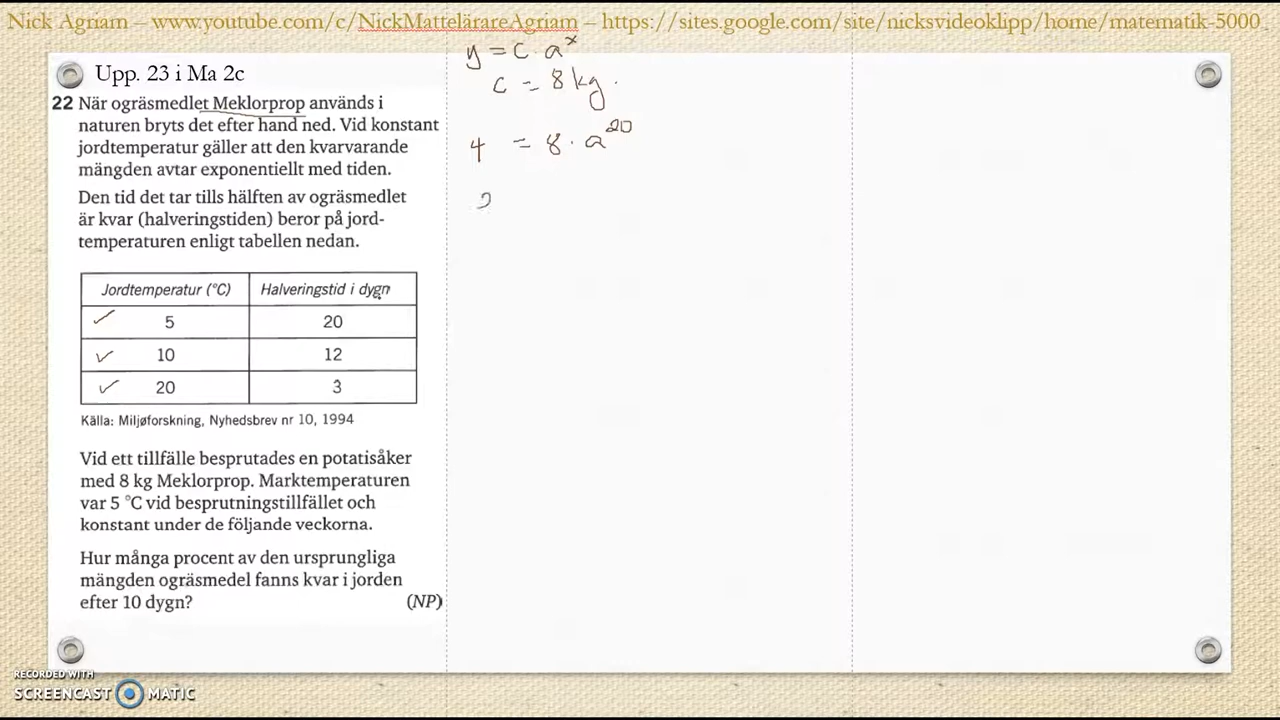 Nick Agriam – www.youtube.com/c/NickMattelärareAgriam – https://sites.google.com/site/nicksvideoklipp/home/matematik-5000
Upp. 23 i Ma 2c
22 När ogräsmedlet Meklorprop används i
naturen bryts det efter hand ned. Vid konstant
jordtemperatur gäller att den kvarvarande
mängden avtar exponentiellt med tiden.
Den tid det tar tills hälften av ogräsmedlet
är kvar (halveringstiden) beror på jord-
temperaturen enligt tabellen nedan.
Jordtemperatur (°C) Halveringstid i dygn
5 20
10 12
20 3
Källa: Miljøforskning, Nyhedsbrev nr 10, 1994
Vid ett tillfälle besprutades en potatisåker
med 8 kg Meklorprop. Marktemperaturen
var 5 °C vid besprutningstillfället och
konstant under de följande veckorna.
Hur många procent av den ursprungliga
mängden ogräsmedel fanns kvar i jorden
efter 10 dygn? (NP)
y = C · a^x
C = 8 kg.
4 = 8 · a^20
RECORDED WITH
SCREENCAST MATIC